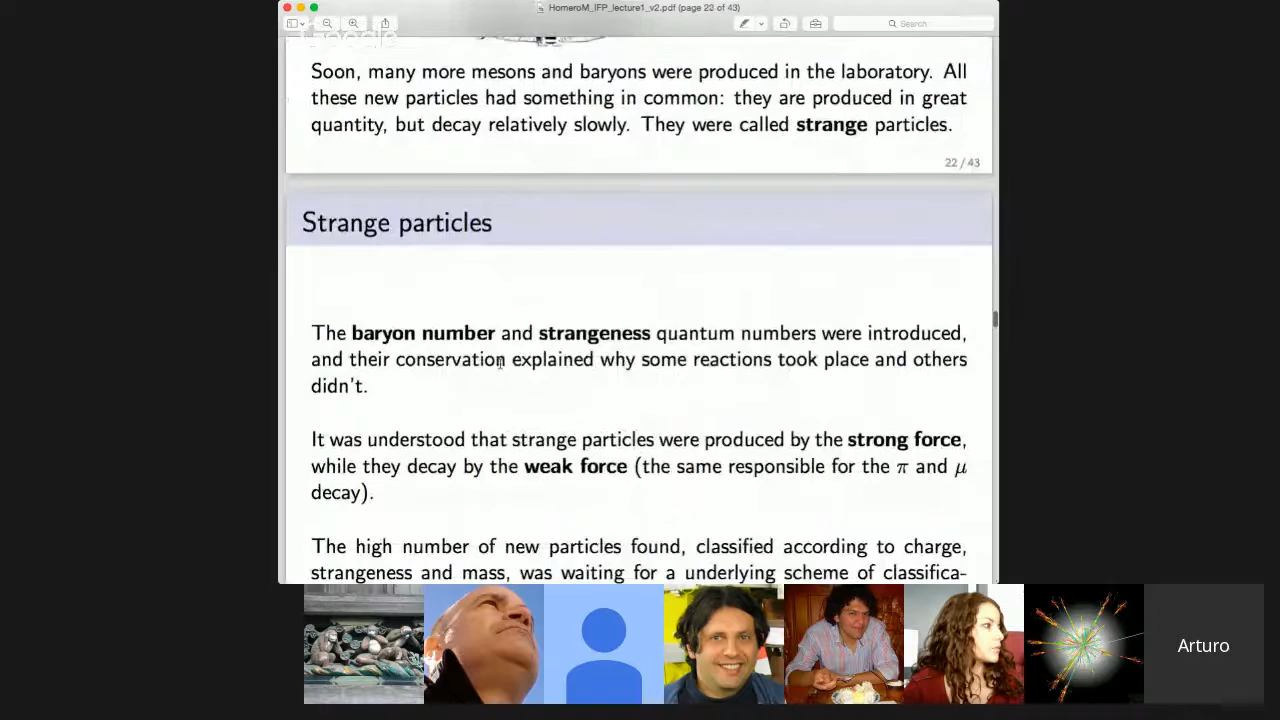 HomeroM_IFP_lecture1_v2.pdf (page 23 of 43)
Search
Google
Soon, many more mesons and baryons were produced in the laboratory. All
these new particles had something in common: they are produced in great
quantity, but decay relatively slowly. They were called strange particles.
22 / 43
Strange particles
The baryon number and strangeness quantum numbers were introduced,
and their conservation explained why some reactions took place and others
didn't.
It was understood that strange particles were produced by the strong force,
while they decay by the weak force (the same responsible for the π and μ
decay).
The high number of new particles found, classified according to charge,
strangeness and mass, was waiting for a underlying scheme of classifica-
Arturo